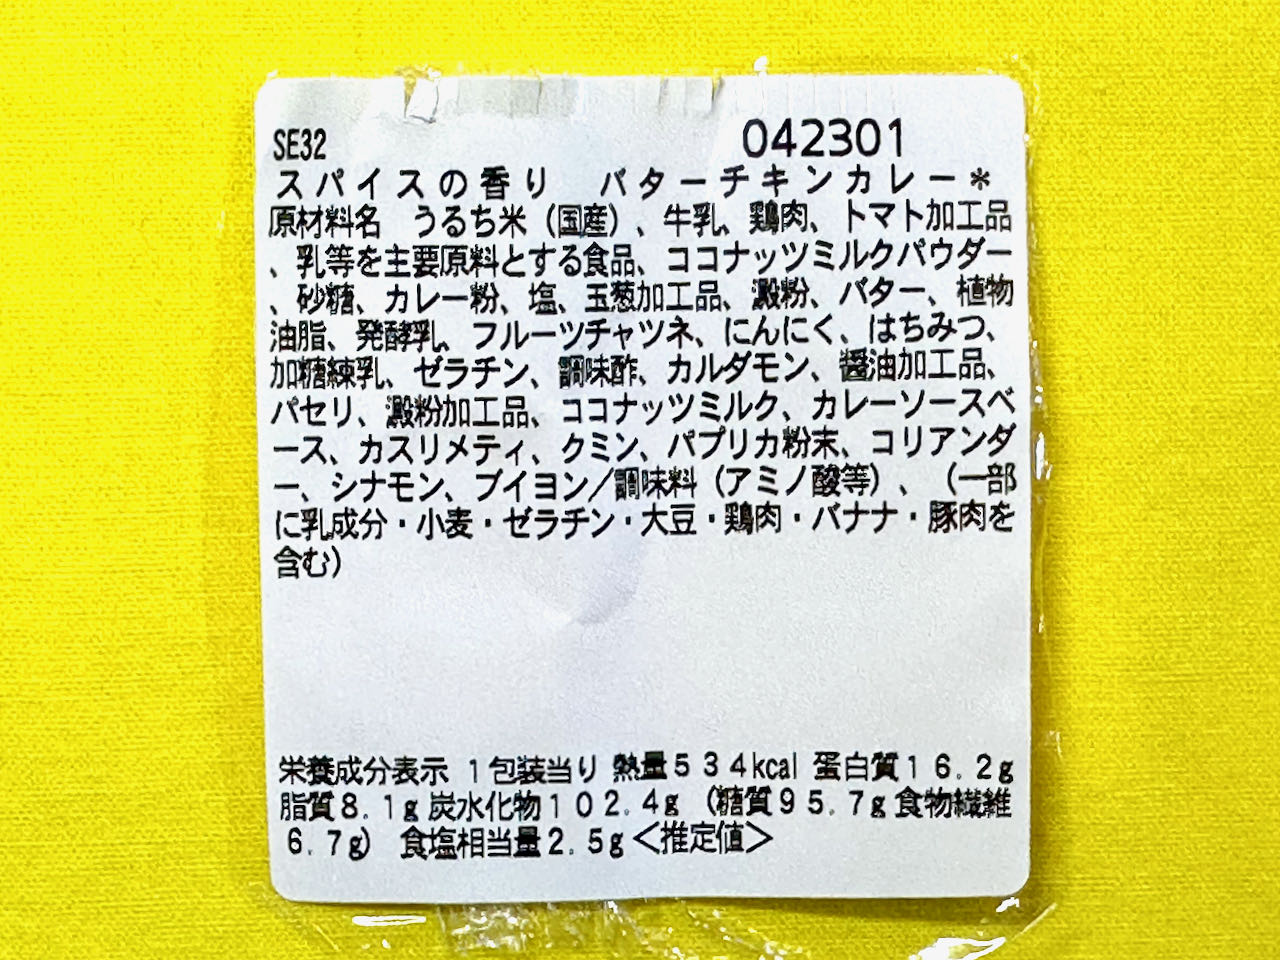 SE32
042301
スパイスの香り　バターチキンカレー＊
原材料名　うるち米（国産）、牛乳、鶏肉、トマト加工品
、乳等を主要原料とする食品、ココナッツミルクパウダー
、砂糖、カレー粉、塩、玉葱加工品、澱粉、バター、植物
油脂、発酵乳、フルーツチャツネ、にんにく、はちみつ、
加糖練乳、ゼラチン、調味酢、カルダモン、醤油加工品、
パセリ、澱粉加工品、ココナッツミルク、カレーソースベ
ース、カスリメティ、クミン、パプリカ粉末、コリアンダ
ー、シナモン、ブイヨン／調味料（アミノ酸等）、（一部
に乳成分・小麦・ゼラチン・大豆・鶏肉・バナナ・豚肉を
含む）
栄養成分表示　１包装当り　熱量５３４kcal　蛋白質１６．２g
脂質８．１g 炭水化物１０２．４g（糖質９５．７g 食物繊維
６．７g）　食塩相当量２．５g＜推定値＞